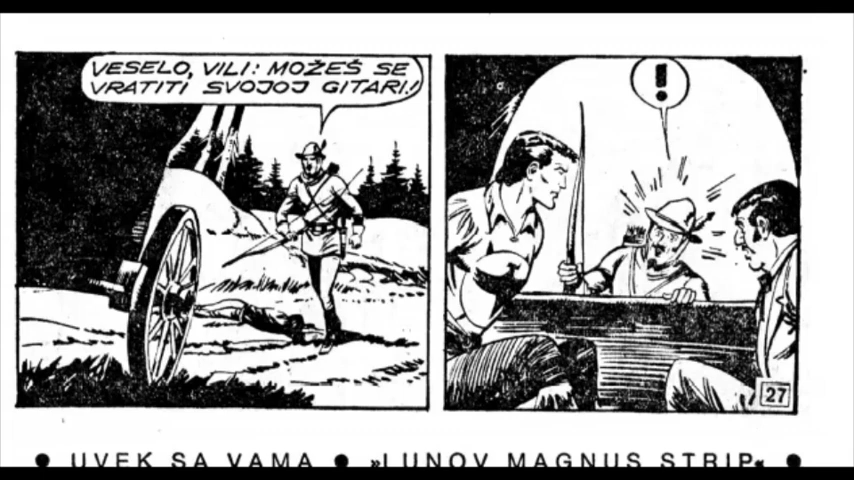 VESELO, VILI: MOŽEŠ SE
VRATITI SVOJOJ GITARI!
!
27
● UVEK SA VAMA ● »LUNOV MAGNUS STRIP« ●